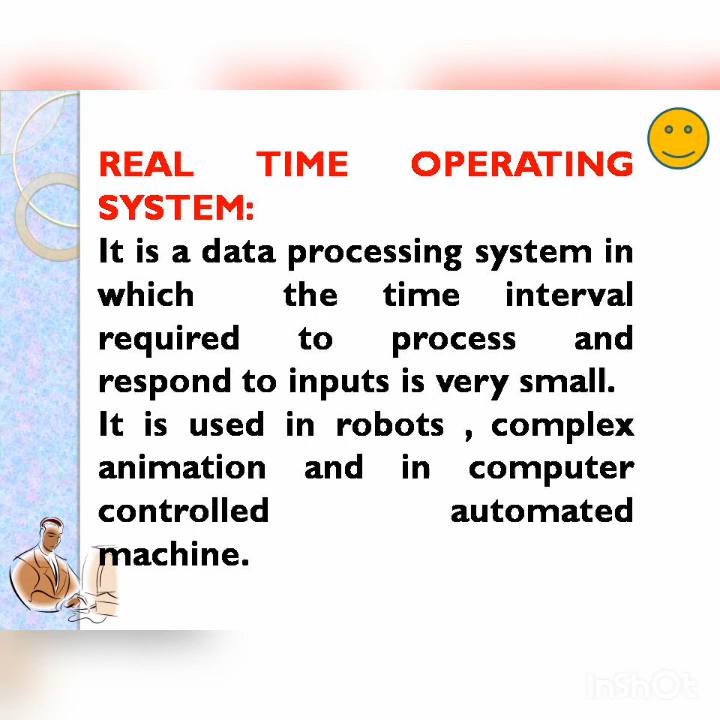 REAL TIME OPERATING
SYSTEM:
It is a data processing system in
which the time interval
required to process and
respond to inputs is very small.
It is used in robots , complex
animation and in computer
controlled automated
machine.
InShOt